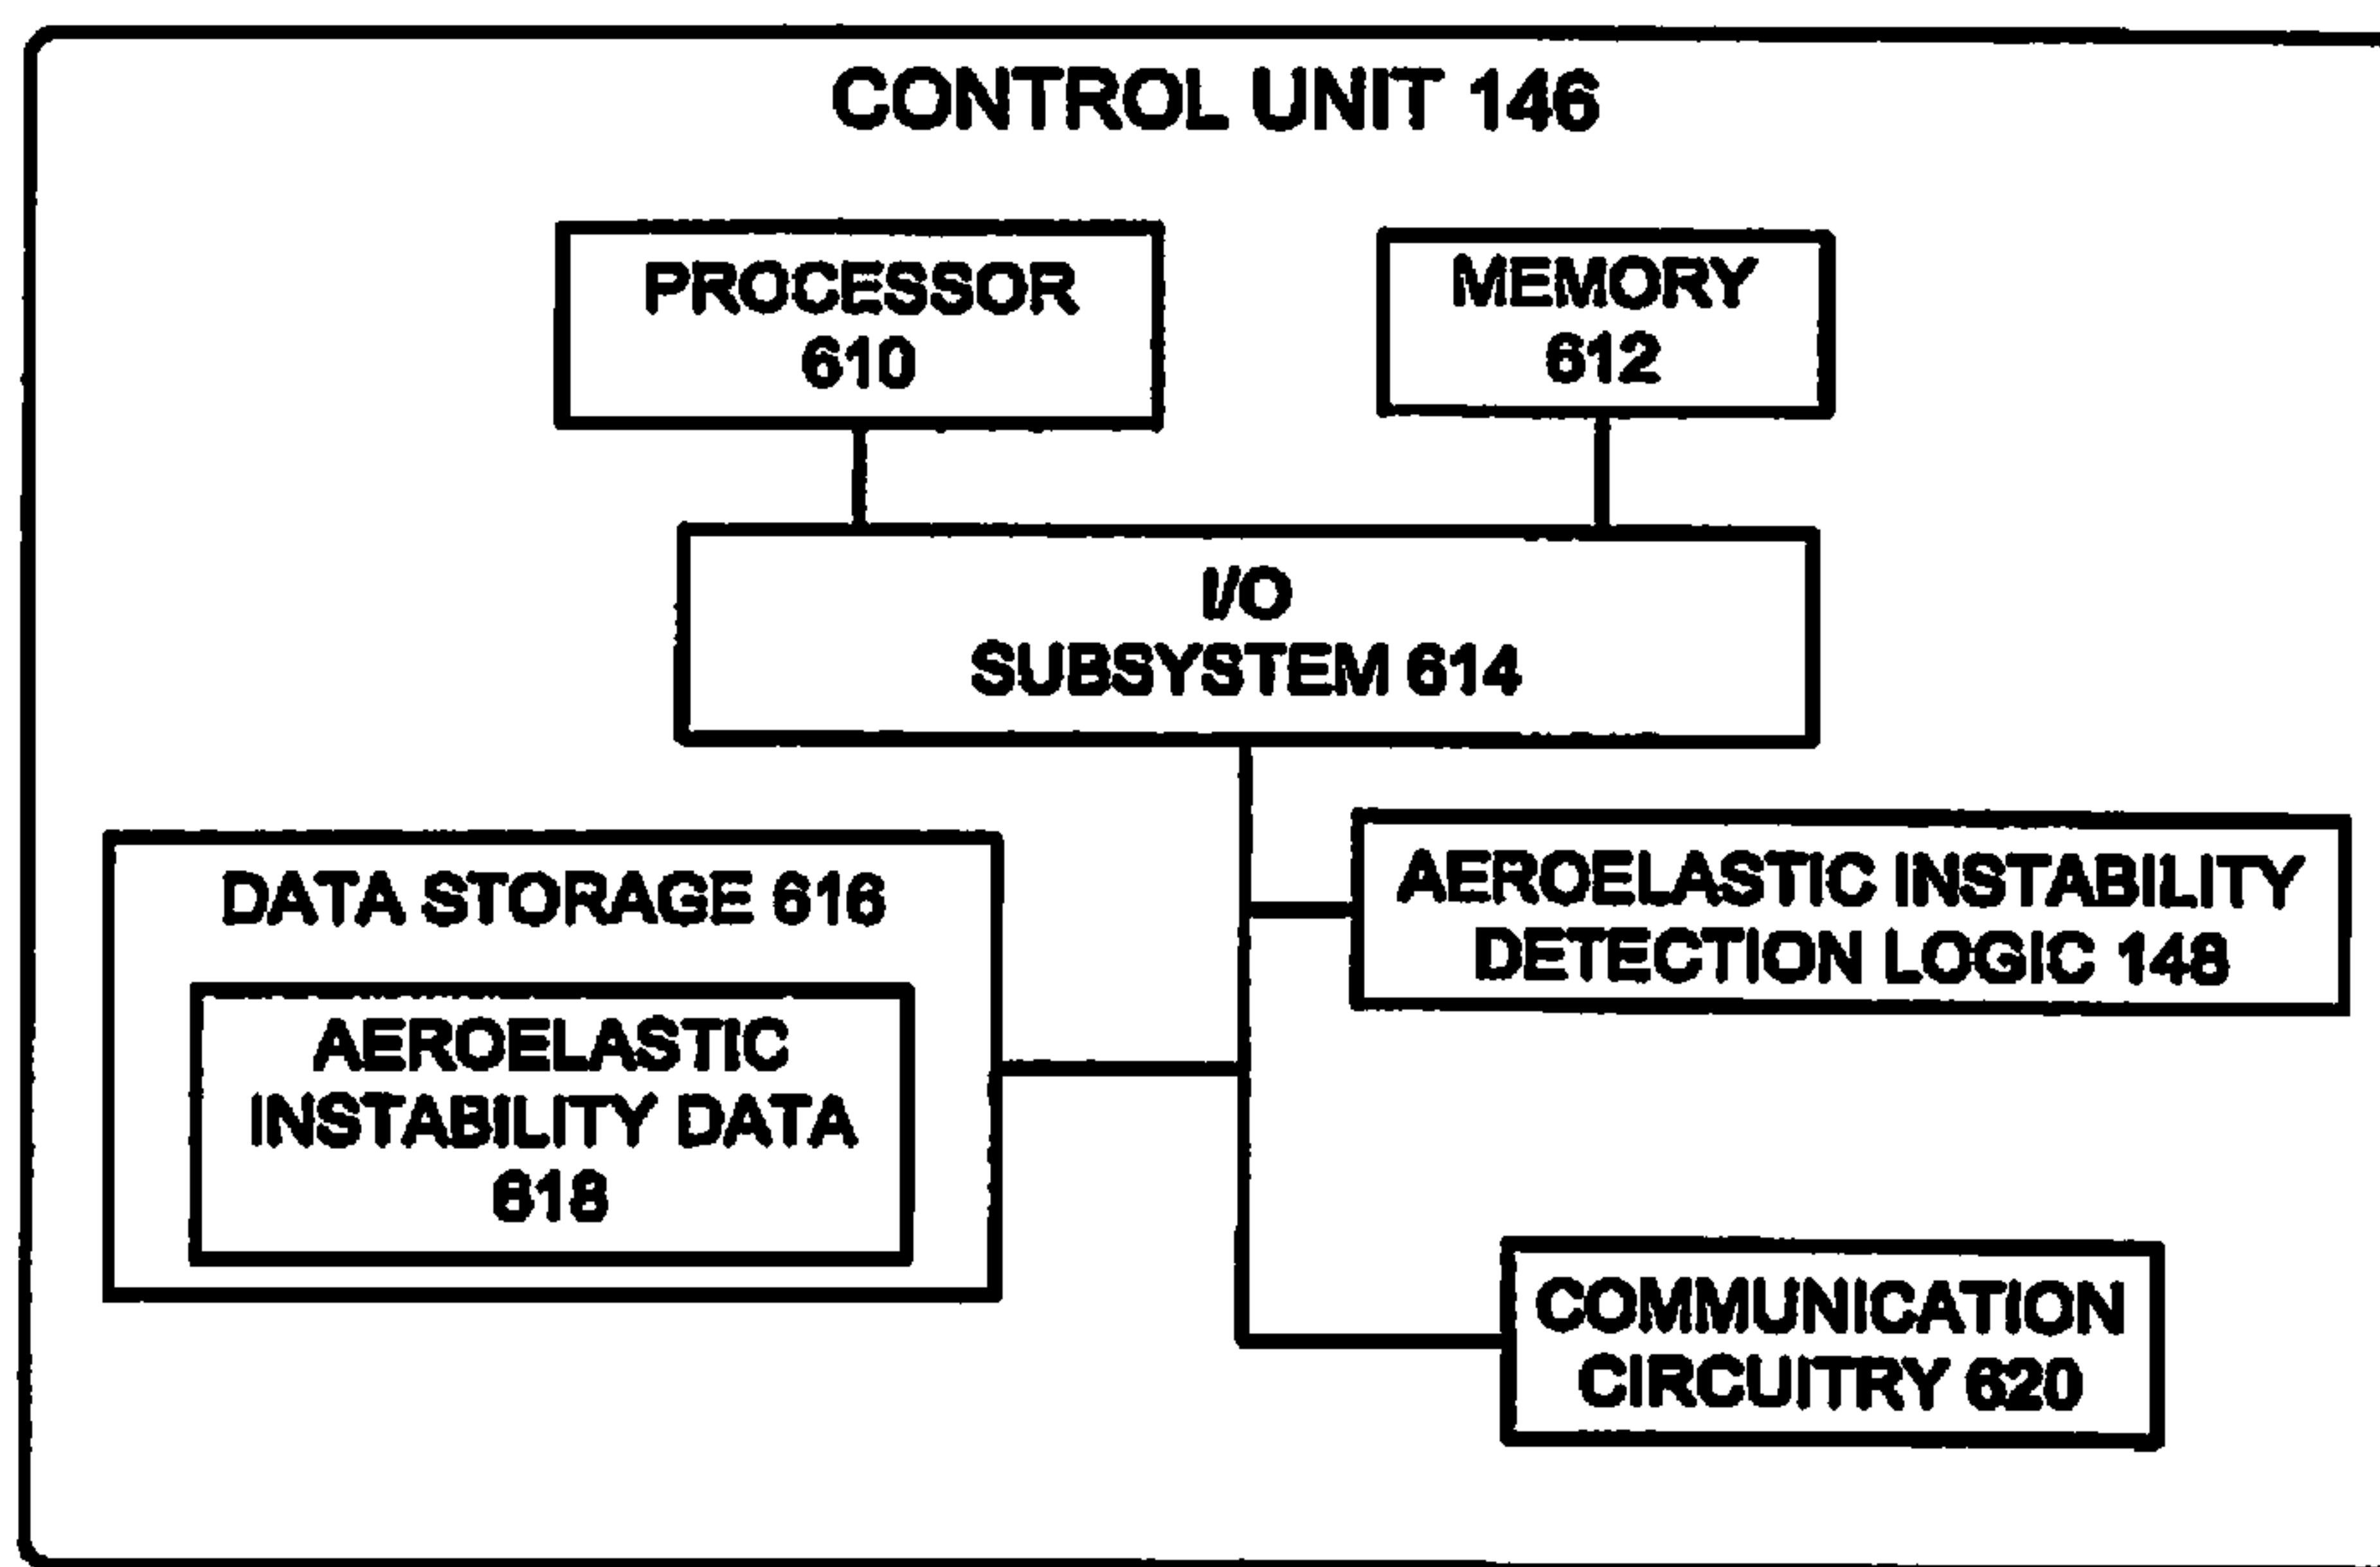 CONTROL UNIT 146
PROCESSOR
610
MEMORY
612
I/O
SUBSYSTEM 614
DATA STORAGE 616
AEROELASTIC
INSTABILITY DATA
618
AEROELASTIC INSTABILITY
DETECTION LOGIC 148
COMMUNICATION
CIRCUITRY 620